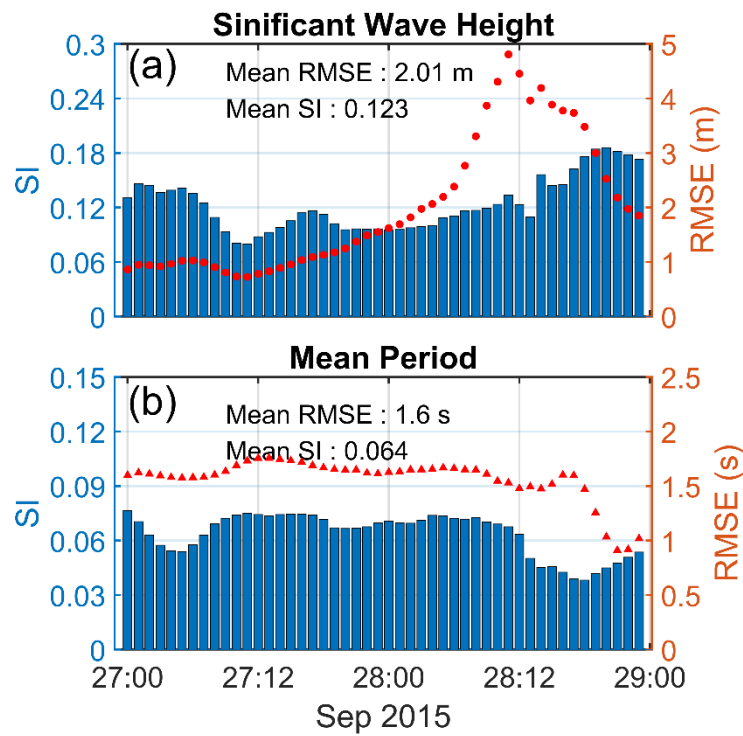 Sinificant Wave Height
(a)
Mean RMSE : 2.01 m
Mean SI : 0.123
0.3
0.24
0.18
0.12
0.06
0
SI
5
4
3
2
1
0
RMSE (m)
Mean Period
(b)
Mean RMSE : 1.6 s
Mean SI : 0.064
0.15
0.12
0.09
0.06
0.03
0
SI
2.5
2
1.5
1
0.5
0
RMSE (s)
27:00 27:12 28:00 28:12 29:00
Sep 2015